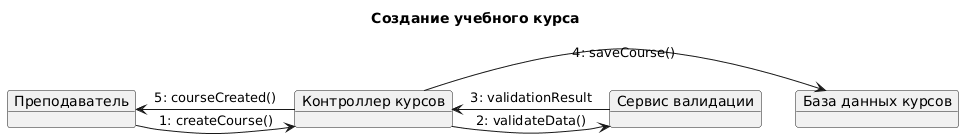 Создание учебного курса
4: saveCourse()
Преподаватель
5: courseCreated()
1: createCourse()
Контроллер курсов
3: validationResult
2: validateData()
Сервис валидации
База данных курсов